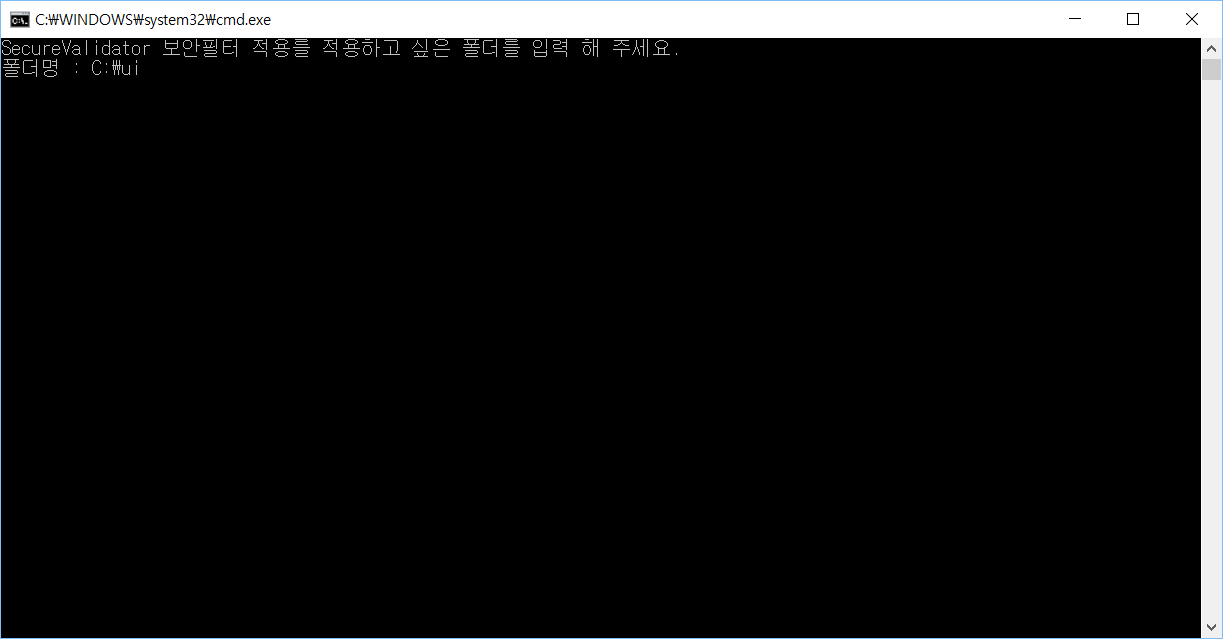 C:₩WINDOWS₩system32₩cmd.exe
SecureValidator 보안필터 적용를 적용하고 싶은 폴더를 입력 해 주세요.
폴더명 : C:₩ui